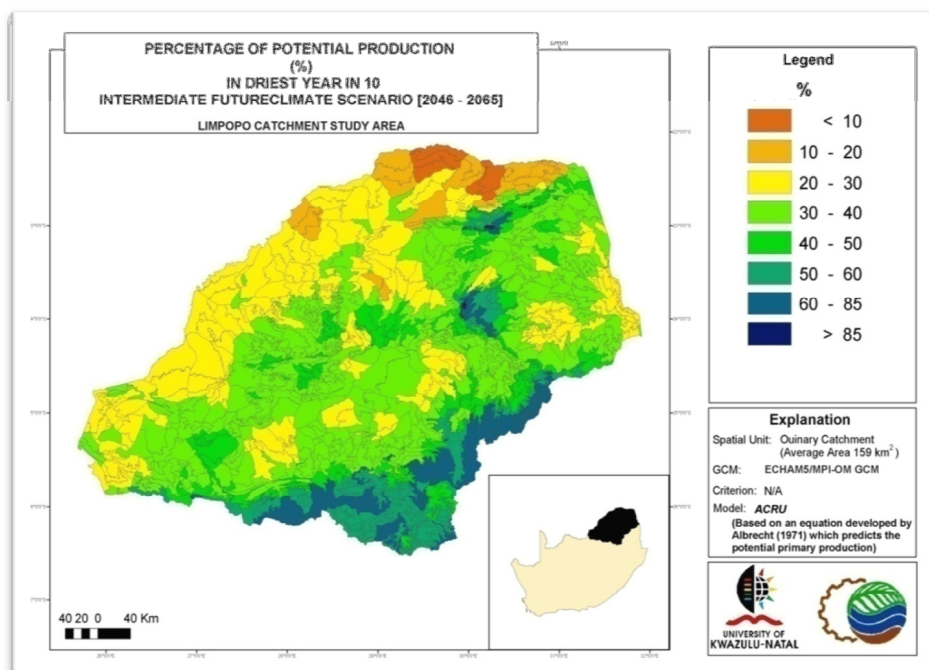 PERCENTAGE OF POTENTIAL PRODUCTION
(%)
IN DRIEST YEAR IN 10
INTERMEDIATE FUTURECLIMATE SCENARIO [2046 - 2065]
LIMPOPO CATCHMENT STUDY AREA
Legend
%
< 10
10 - 20
20 - 30
30 - 40
40 - 50
50 - 60
60 - 85
> 85
Explanation
Spatial Unit: Ouinary Catchment
(Average Area 159 km²)
GCM: ECHAM5/MPI-OM GCM
Criterion: N/A
Model: ACRU
(Based on an equation developed by
Albrecht (1971) which predicts the
potential primary production)
40 20 0 40 Km
UNIVERSITY OF
KWAZULU-NATAL